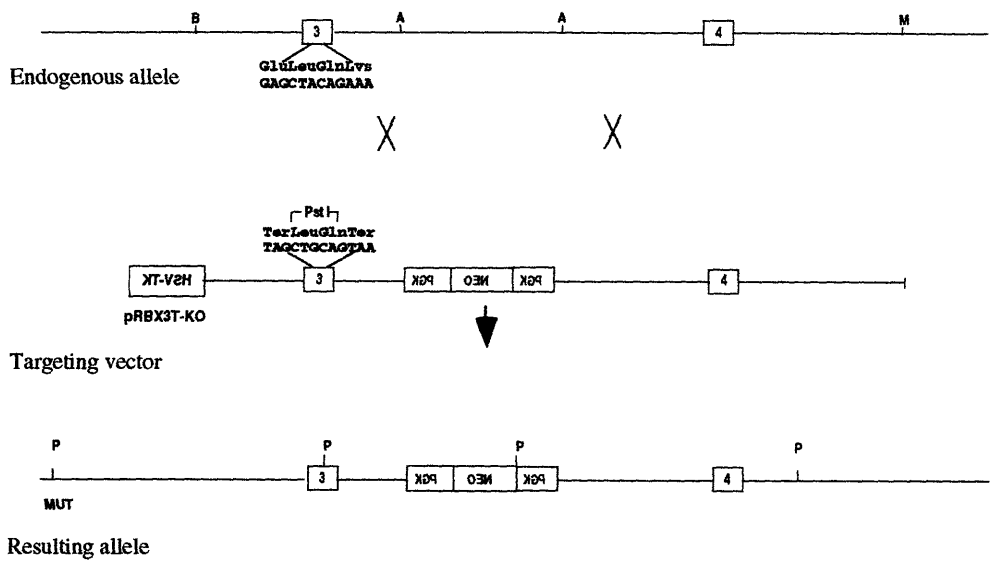 B 3 A A 4 M
GluLeuGlnLys
GAGCTACAGAAA
Endogenous allele
Pst I
TerLeuGlnTer
TAGCTGCAGTAA
HSV-TK 3 PGK NEO PGK 4
pRBX3T-KO
Targeting vector
P P P P
3 PGK NEO PGK 4
MUT
Resulting allele